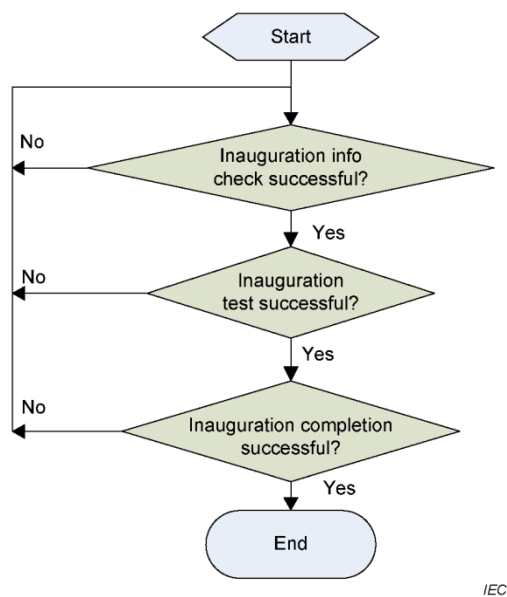 Start
No
Inauguration info
check successful?
Yes
No
Inauguration
test successful?
Yes
No
Inauguration completion
successful?
Yes
End
IEC